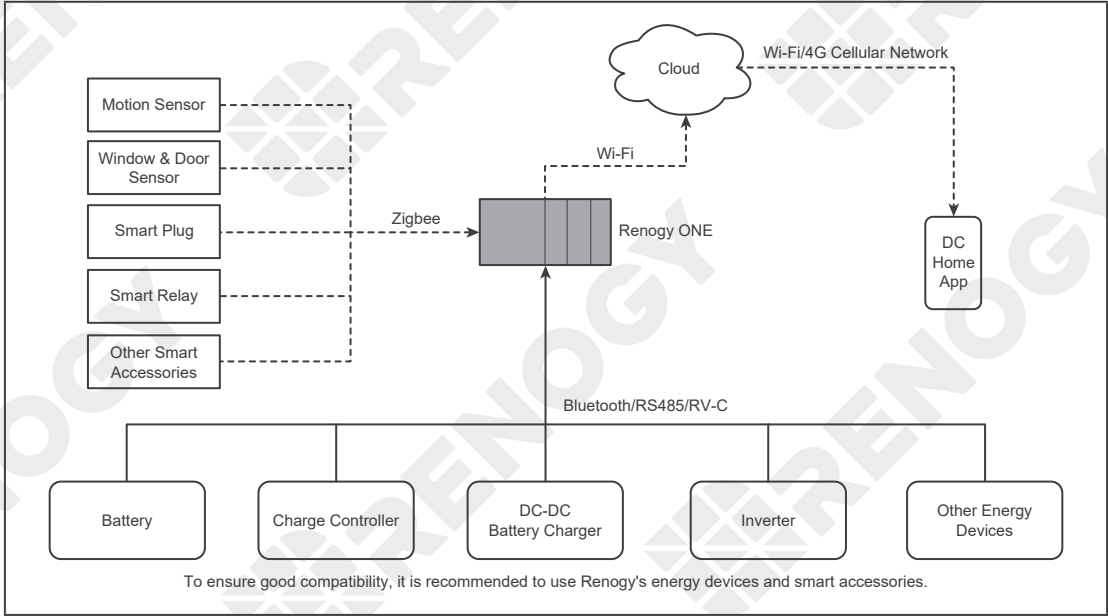 Cloud
Wi-Fi/4G Cellular Network
Motion Sensor
Window & Door
Sensor
Wi-Fi
Smart Plug
Zigbee
Renogy ONE
DC
Home
App
Smart Relay
Other Smart
Accessories
Bluetooth/RS485/RV-C
Battery
Charge Controller
DC-DC
Battery Charger
Inverter
Other Energy
Devices
To ensure good compatibility, it is recommended to use Renogy's energy devices and smart accessories.
RENOGY
RENOGY